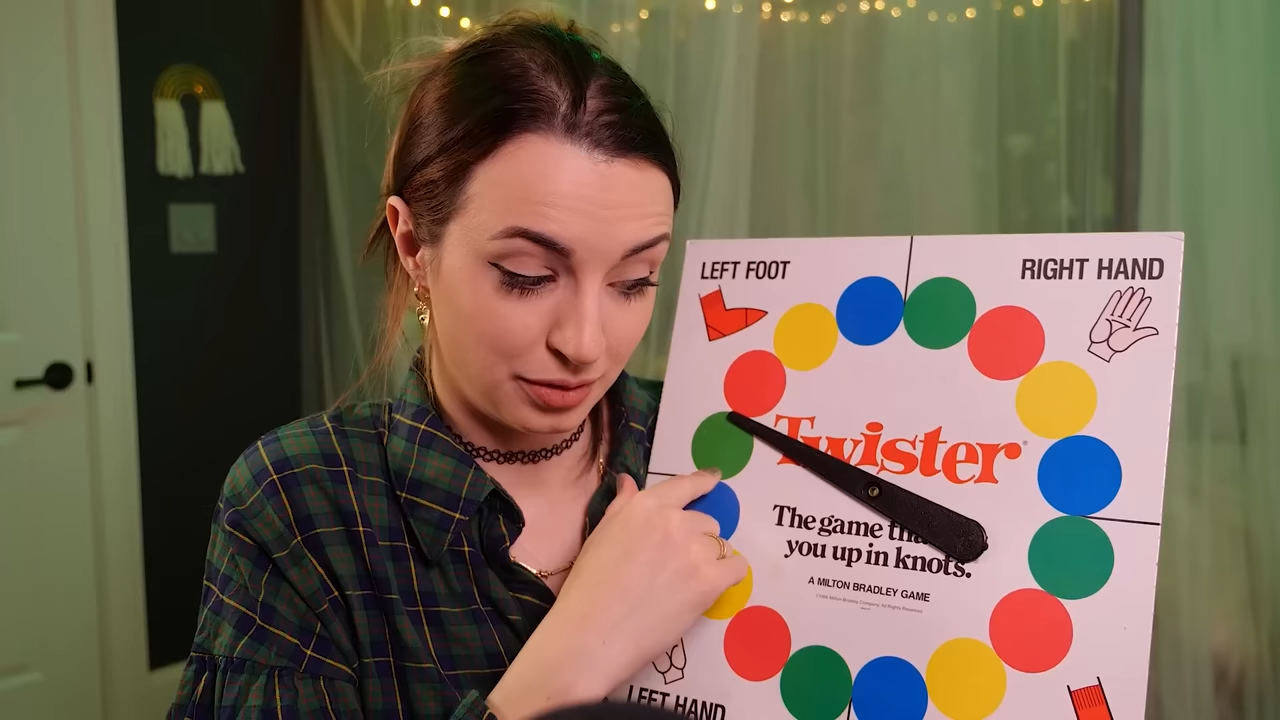 LEFT FOOT
RIGHT HAND
Twister®
The game tha
you up in knots.
A MILTON BRADLEY GAME
LEFT HAND